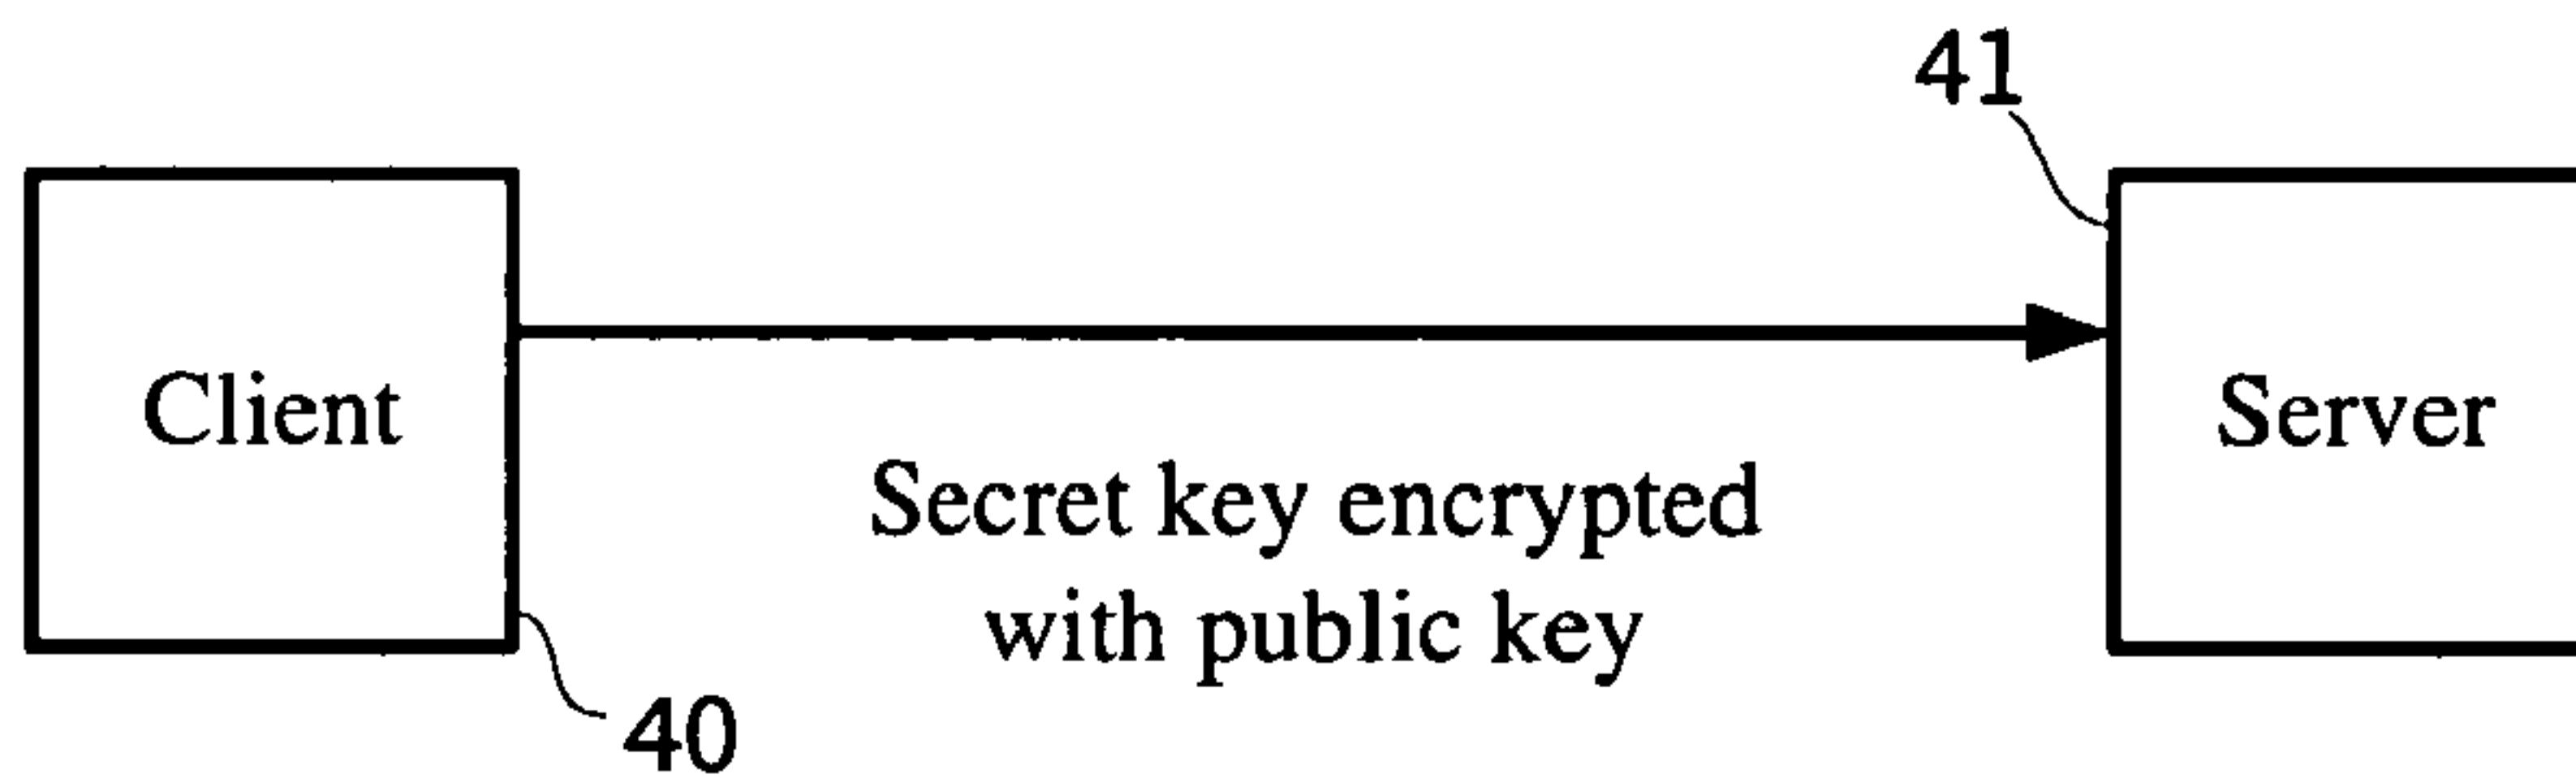 41
Client
Server
Secret key encrypted
with public key
40